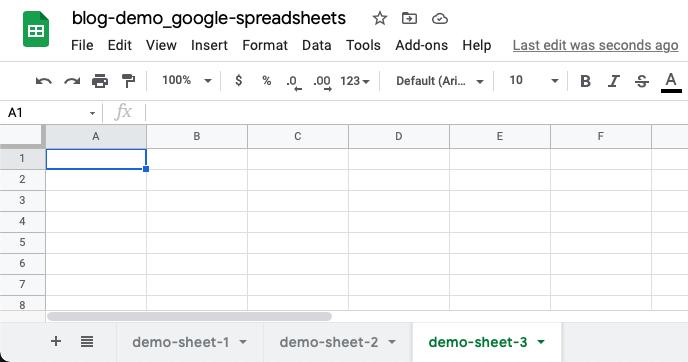 blog-demo_google-spreadsheets
File Edit View Insert Format Data Tools Add-ons Help Last edit was seconds ago
100% $ % .0 .00 123 Default (Ari... 10 B I S A
A1 fx
A B C D E F
1
2
3
4
5
6
7
8
+ demo-sheet-1 demo-sheet-2 demo-sheet-3